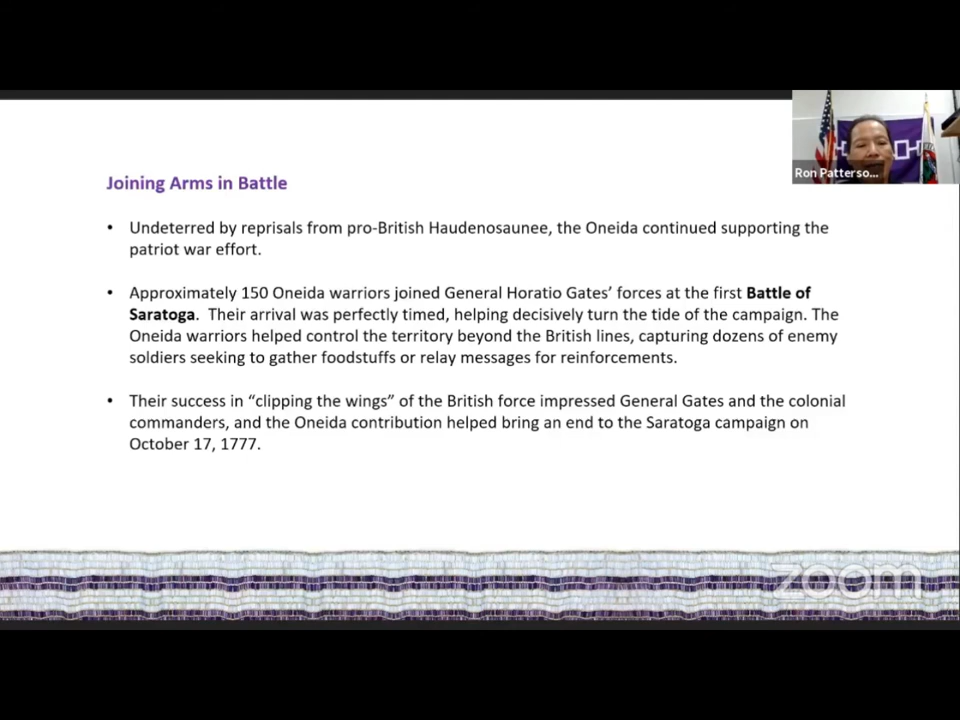 Ron Patterso...
Joining Arms in Battle
• Undeterred by reprisals from pro-British Haudenosaunee, the Oneida continued supporting the
patriot war effort.
• Approximately 150 Oneida warriors joined General Horatio Gates’ forces at the first Battle of
Saratoga.  Their arrival was perfectly timed, helping decisively turn the tide of the campaign. The
Oneida warriors helped control the territory beyond the British lines, capturing dozens of enemy
soldiers seeking to gather foodstuffs or relay messages for reinforcements.
• Their success in “clipping the wings” of the British force impressed General Gates and the colonial
commanders, and the Oneida contribution helped bring an end to the Saratoga campaign on
October 17, 1777.
zoom